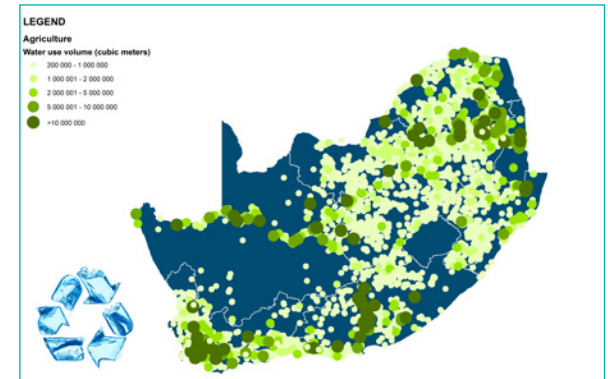 LEGEND
Agriculture
Water use volume (cubic meters)
200 000 - 1 000 000
1 000 001 - 2 000 000
2 000 001 - 5 000 000
5 000 001 - 10 000 000
>10 000 000